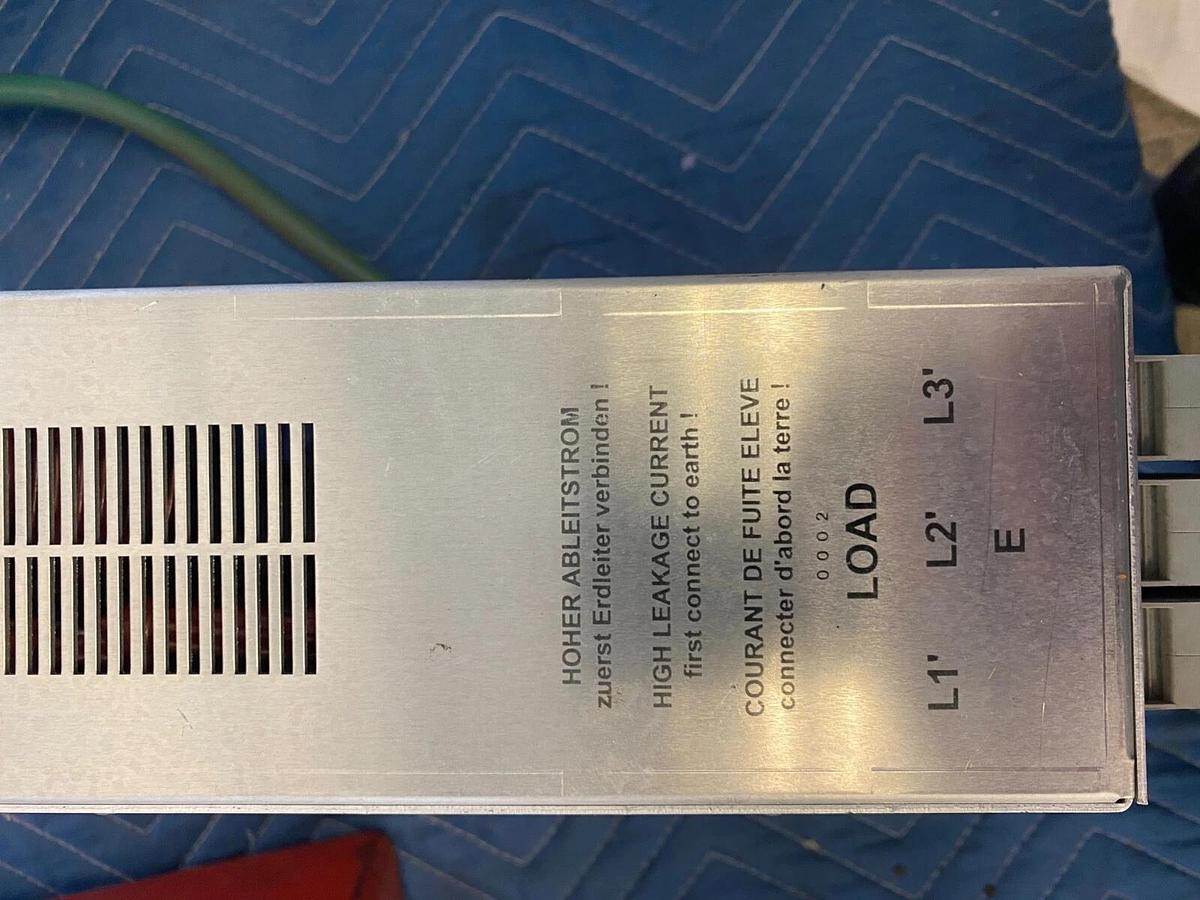 HOHER ABLEITSTROM
zuerst Erdleiter verbinden !
HIGH LEAKAGE CURRENT
first connect to earth !
COURANT DE FUITE ELEVE
connecter d'abord la terre !
0002
LOAD
L1' L2' L3'
E